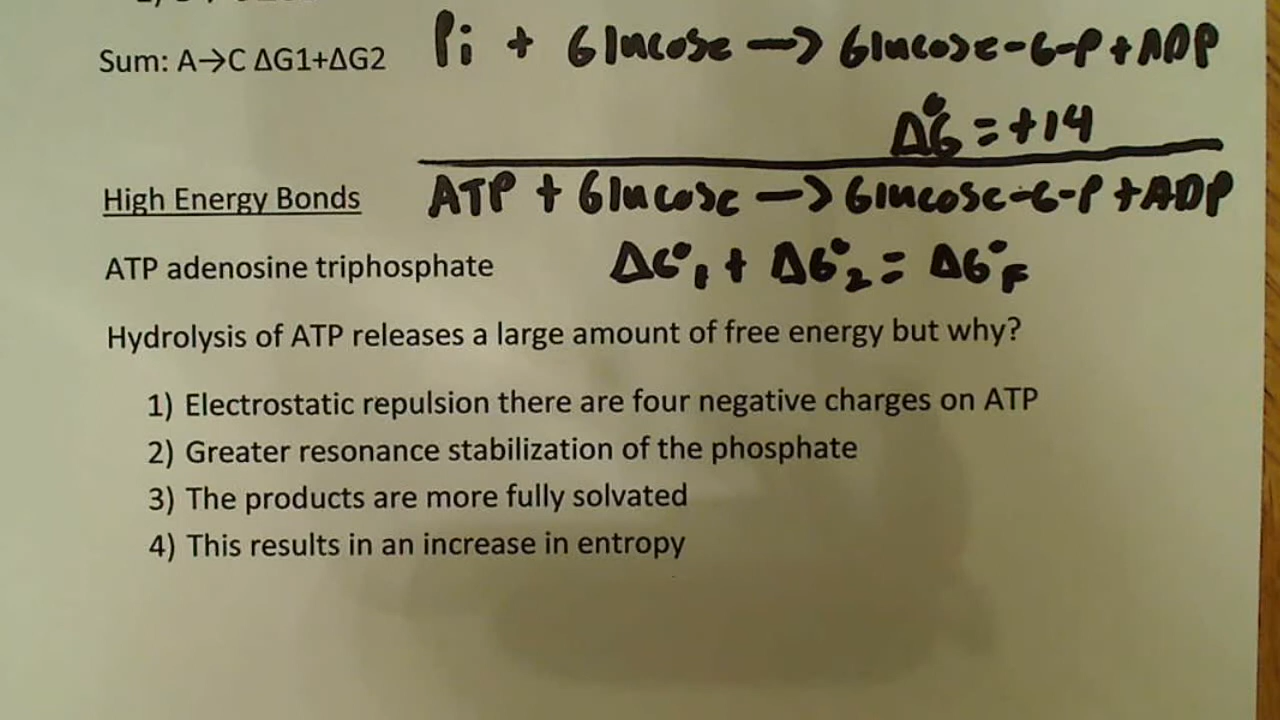 Sum: A→C ΔG1+ΔG2
Pi + Glucose → Glucose-6-P + ADP
ΔG° = +14
High Energy Bonds
ATP + Glucose → Glucose-6-P + ADP
ATP adenosine triphosphate
ΔG°1 + ΔG°2 = ΔG°F
Hydrolysis of ATP releases a large amount of free energy but why?
1) Electrostatic repulsion there are four negative charges on ATP
2) Greater resonance stabilization of the phosphate
3) The products are more fully solvated
4) This results in an increase in entropy